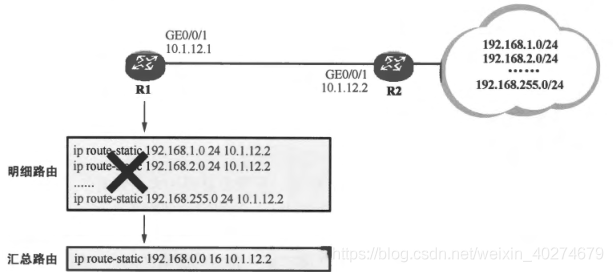 GE0/0/1
10.1.12.1
R1
GE0/0/1
10.1.12.2
R2
192.168.1.0/24
192.168.2.0/24
……
192.168.255.0/24
明细路由
ip route-static 192.168.1.0 24 10.1.12.2
ip route-static 192.168.2.0 24 10.1.12.2
……
ip route-static 192.168.255.0 24 10.1.12.2
汇总路由
ip route-static 192.168.0.0 16 10.1.12.2
https://blog.csdn.net/weixin_40274679